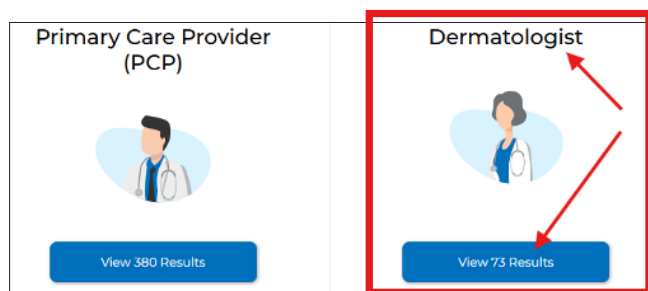 Primary Care Provider
(PCP)
View 380 Results
Dermatologist
View 73 Results